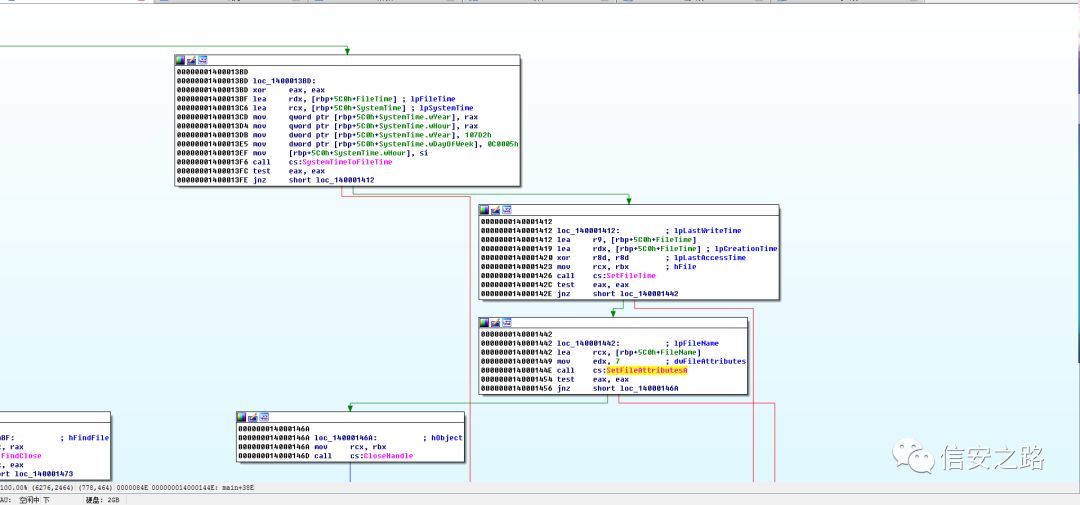 00000001400013BD
00000001400013BD loc_1400013BD:
00000001400013BD xor eax, eax
00000001400013BF lea rdx, [rbp+5C0h+FileTime] ; lpFileTime
00000001400013C6 lea rcx, [rbp+5C0h+SystemTime] ; lpSystemTime
00000001400013CD mov qword ptr [rbp+5C0h+SystemTime.wYear], rax
00000001400013D4 mov qword ptr [rbp+5C0h+SystemTime.wHour], rax
00000001400013DB mov dword ptr [rbp+5C0h+SystemTime.wYear], 107D2h
00000001400013E5 mov dword ptr [rbp+5C0h+SystemTime.wDayOfWeek], 0C0005h
00000001400013EF mov [rbp+5C0h+SystemTime.wHour], si
00000001400013F6 call cs:SystemTimeToFileTime
00000001400013FC test eax, eax
00000001400013FE jnz short loc_140001412
0000000140001412
0000000140001412 loc_140001412: ; lpLastWriteTime
0000000140001412 lea r9, [rbp+5C0h+FileTime]
0000000140001419 lea rdx, [rbp+5C0h+FileTime] ; lpCreationTime
0000000140001420 xor r8d, r8d ; lpLastAccessTime
0000000140001423 mov rcx, rbx ; hFile
0000000140001426 call cs:SetFileTime
000000014000142C test eax, eax
000000014000142E jnz short loc_140001442
0000000140001442
0000000140001442 loc_140001442: ; lpFileName
0000000140001442 lea rcx, [rbp+5C0h+FileName]
0000000140001449 mov edx, 7 ; dwFileAttributes
000000014000144E call cs:SetFileAttributesA
0000000140001454 test eax, eax
0000000140001456 jnz short loc_14000146A
000000014000146A
000000014000146A loc_14000146A: ; hObject
000000014000146A mov rcx, rbx
000000014000146D call cs:CloseHandle
BF: ; hFindFile
, rax
FindClose
, eax
ort loc_140001473
信安之路
100.00% (6276,2464) (778,464) 0000084E 000000014000144E: main+38E
AU: 空闲中 下 硬盘: 2GB